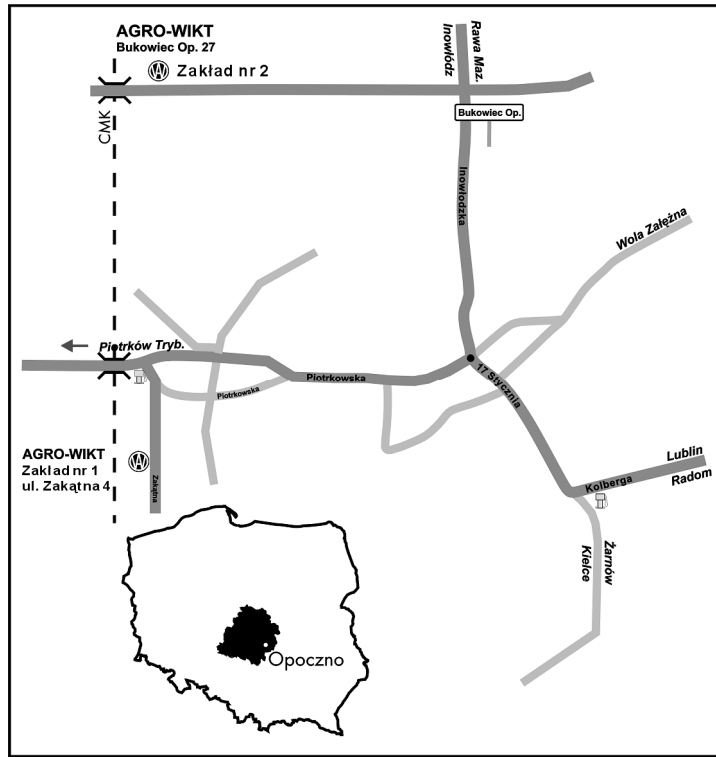 AGRO-WIKT
Bukowiec Op. 27
Zakład nr 2
CMK
Rawa Maz.
Inowłódz
Bukowiec Op.
Inowłodzka
Wola Załężna
Piotrków Tryb.
Piotrkowska
Piotrkowska
17 Stycznia
AGRO-WIKT
Zakład nr 1
ul. Zakątna 4
Zakątna
Kolberga
Lublin
Radom
Żarnów
Kielce
Opoczno